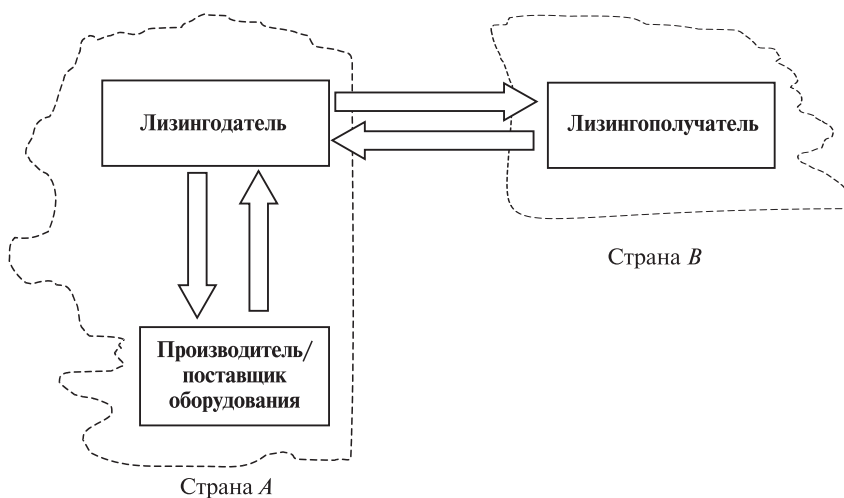 Лизингодатель
Лизингополучатель
Страна B
Производитель/
поставщик
оборудования
Страна A